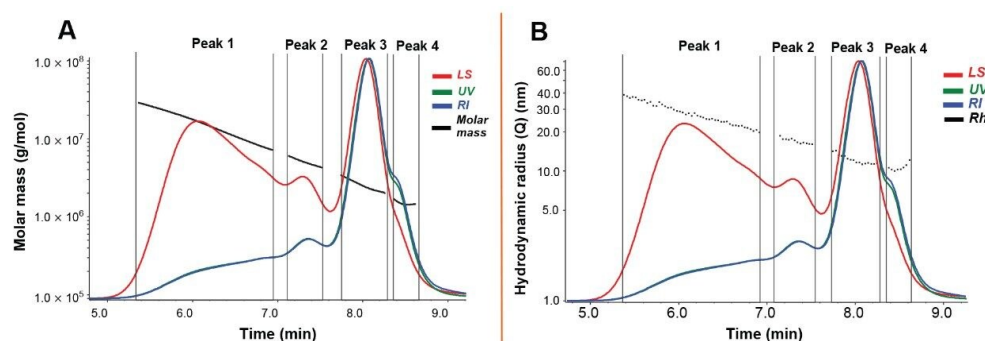 A
Peak 1 Peak 2 Peak 3 Peak 4
Molar mass (g/mol)
1.0 × 10⁸
1.0 × 10⁷
1.0 × 10⁶
1.0 × 10⁵
LS
UV
RI
Molar
mass
5.0 6.0 7.0 8.0 9.0
Time (min)
B
Peak 1 Peak 2 Peak 3 Peak 4
Hydrodynamic radius (Q) (nm)
60.0
40.0
30.0
20.0
10.0
5.0
1.0
LS
UV
RI
Rh
5.0 6.0 7.0 8.0 9.0
Time (min)